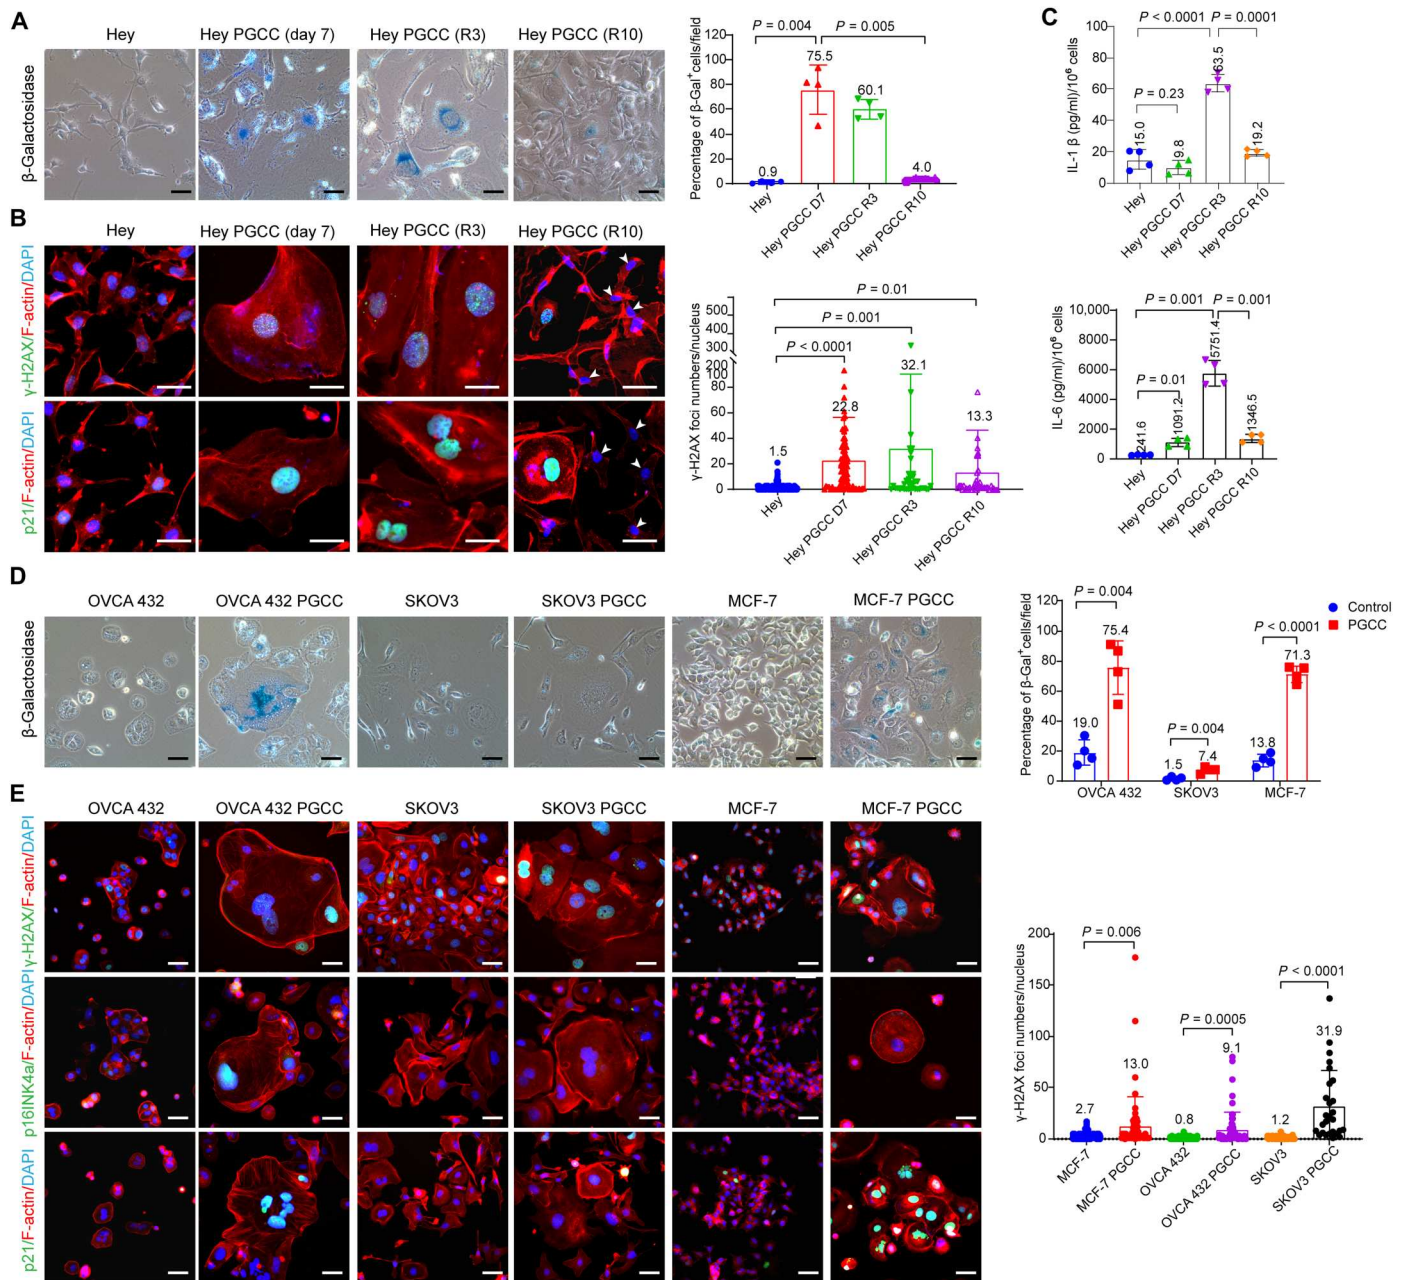 A
Hey
Hey PGCC (day 7)
Hey PGCC (R3)
Hey PGCC (R10)
β-Galactosidase
Percentage of β-Gal⁺cells/field
120
100
80
60
40
20
0
P = 0.004
P = 0.005
0.9
75.5
60.1
4.0
Hey
Hey PGCC D7
Hey PGCC R3
Hey PGCC R10
B
Hey
Hey PGCC (day 7)
Hey PGCC (R3)
Hey PGCC (R10)
γ-H2AX/F-actin/DAPI
p21/F-actin/DAPI
γ-H2AX foci numbers/nucleus
500
400
300
200
100
80
60
40
20
0
P = 0.01
P = 0.001
P < 0.0001
1.5
22.8
32.1
13.3
Hey
Hey PGCC D7
Hey PGCC R3
Hey PGCC R10
C
IL-1 β (pg/ml)/10⁶ cells
100
80
60
40
20
0
P < 0.0001
P = 0.0001
P = 0.23
15.0
9.8
63.5
19.2
Hey
Hey PGCC D7
Hey PGCC R3
Hey PGCC R10
IL-6 (pg/ml)/10⁶ cells
10,000
8000
6000
4000
2000
0
P = 0.001
P = 0.001
P = 0.01
241.6
1091.2
5751.4
1346.5
Hey
Hey PGCC D7
Hey PGCC R3
Hey PGCC R10
D
OVCA 432
OVCA 432 PGCC
SKOV3
SKOV3 PGCC
MCF-7
MCF-7 PGCC
β-Galactosidase
Percentage of β-Gal⁺cells/field
120
100
80
60
40
20
0
P = 0.004
P = 0.004
P < 0.0001
19.0
75.4
1.5
7.4
13.8
71.3
OVCA 432
SKOV3
MCF-7
Control
PGCC
E
OVCA 432
OVCA 432 PGCC
SKOV3
SKOV3 PGCC
MCF-7
MCF-7 PGCC
γ-H2AX/F-actin/DAPI
p16INK4a/F-actin/DAPI
p21/F-actin/DAPI
γ-H2AX foci numbers/nucleus
200
150
100
50
0
P = 0.006
P = 0.0005
P < 0.0001
2.7
13.0
0.8
9.1
1.2
31.9
MCF-7
MCF-7 PGCC
OVCA 432
OVCA 432 PGCC
SKOV3
SKOV3 PGCC